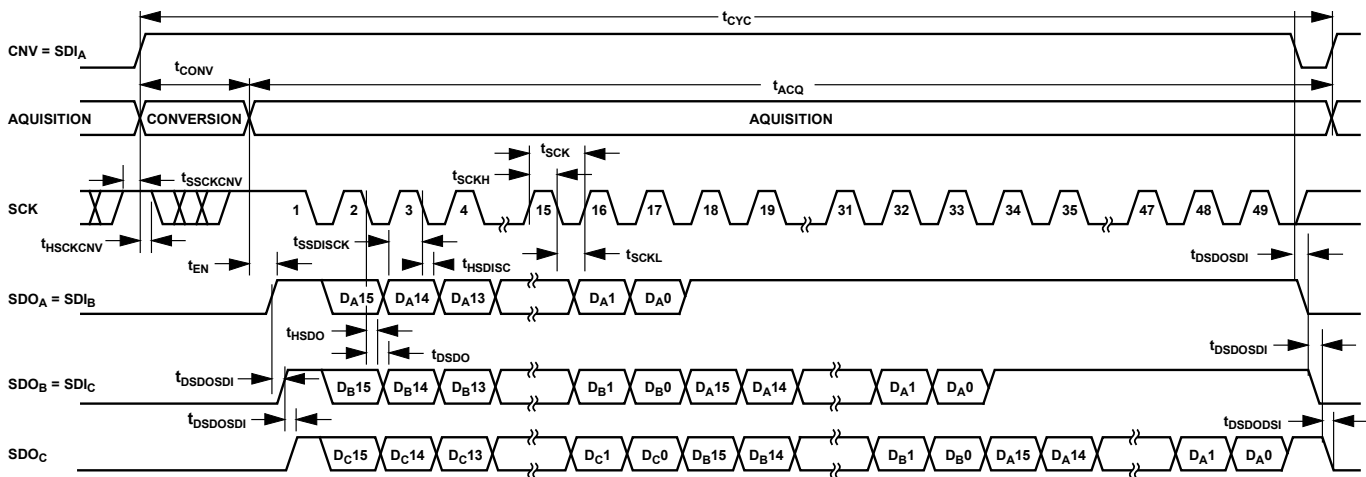 tCYC
CNV = SDIA
tCONV
tACQ
AQUISITION CONVERSION AQUISITION
tSCK
tSSCKCNV
tSCKH
SCK 1 2 3 4 15 16 17 18 19 31 32 33 34 35 47 48 49
tHSCKCNV
tSSDISCK
tEN
tHSDISC
tSCKL
tDSDOSDI
SDOA = SDIB DA15 DA14 DA13 DA1 DA0
tHSDO
tDSDO
tDSDOSDI
tDSDOSDI
SDOB = SDIC DB15 DB14 DB13 DB1 DB0 DA15 DA14 DA1 DA0
tDSDOSDI
tDSDODSI
SDOC DC15 DC14 DC13 DC1 DC0 DB15 DB14 DB1 DB0 DA15 DA14 DA1 DA0